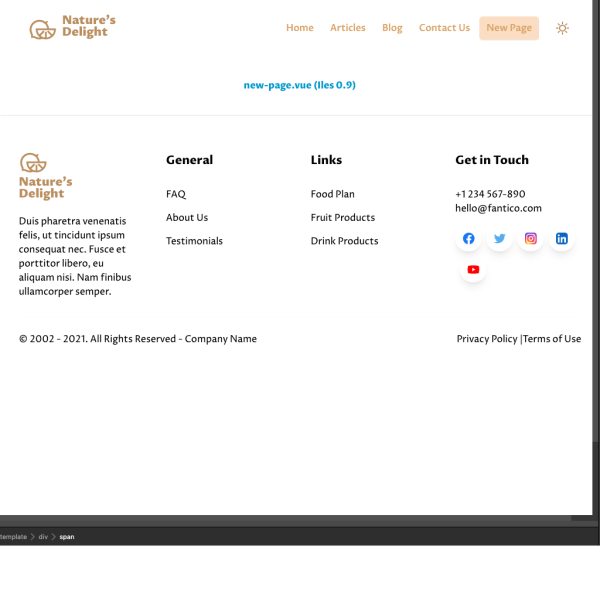 Nature's
Delight
Home Articles Blog Contact Us New Page
new-page.vue (Iles 0.9)
Nature's
Delight
Duis pharetra venenatis
felis, ut tincidunt ipsum
consequat nec. Fusce et
porttitor libero, eu
aliquam nisi. Nam finibus
ullamcorper semper.
General
FAQ
About Us
Testimonials
Links
Food Plan
Fruit Products
Drink Products
Get in Touch
+1 234 567-890
hello@fantico.com
© 2002 - 2021. All Rights Reserved - Company Name
Privacy Policy |Terms of Use
template > div > span